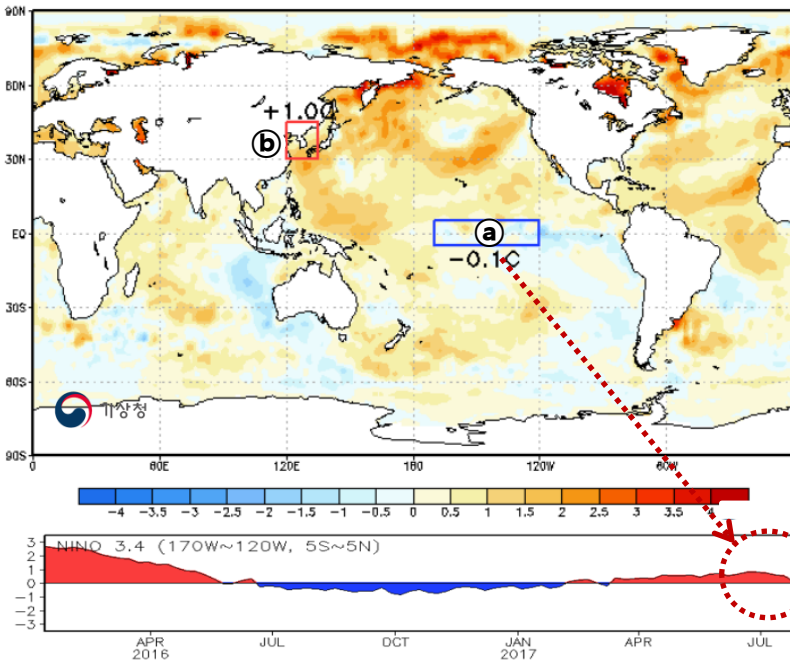 90N
60N
30N
EQ
30S
60S
90S
+1.0C
ⓑ
ⓐ
-0.1C
기상청
0 60E 120E 180 120W 60W
-4 -3.5 -3 -2.5 -2 -1.5 -1 -0.5 0 0.5 1 1.5 2 2.5 3 3.5 4
NINO 3.4 (170W~120W, 5S~5N)
3
2
1
0
-1
-2
-3
APR JUL OCT JAN APR JUL
2016 2017